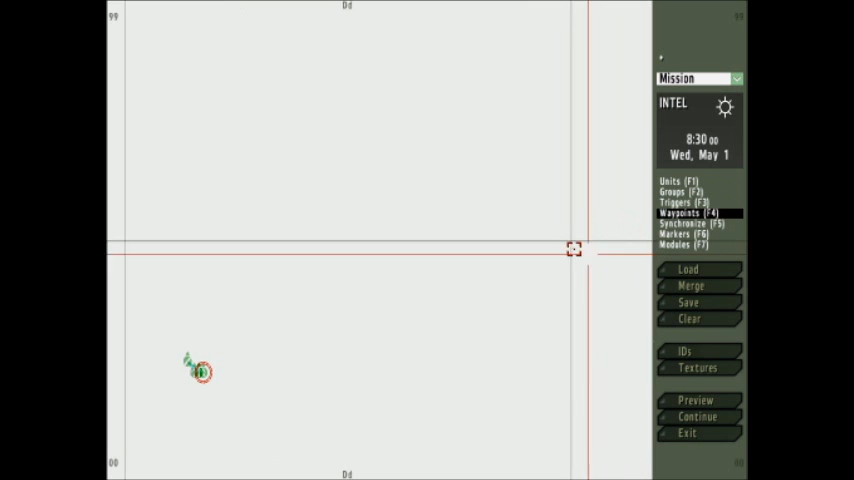 99
Dd
99
Mission
INTEL
8:30 00
Wed, May 1
Units (F1)
Groups (F2)
Triggers (F3)
Waypoints (F4)
Synchronize (F5)
Markers (F6)
Modules (F7)
Load
Merge
Save
Clear
IDs
Textures
Preview
Continue
Exit
00
Dd
00